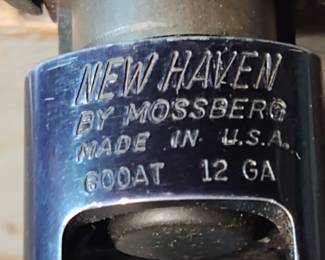 NEW HAVEN
BY MOSSBERG
MADE IN U.S.A.
600AT 12 GA